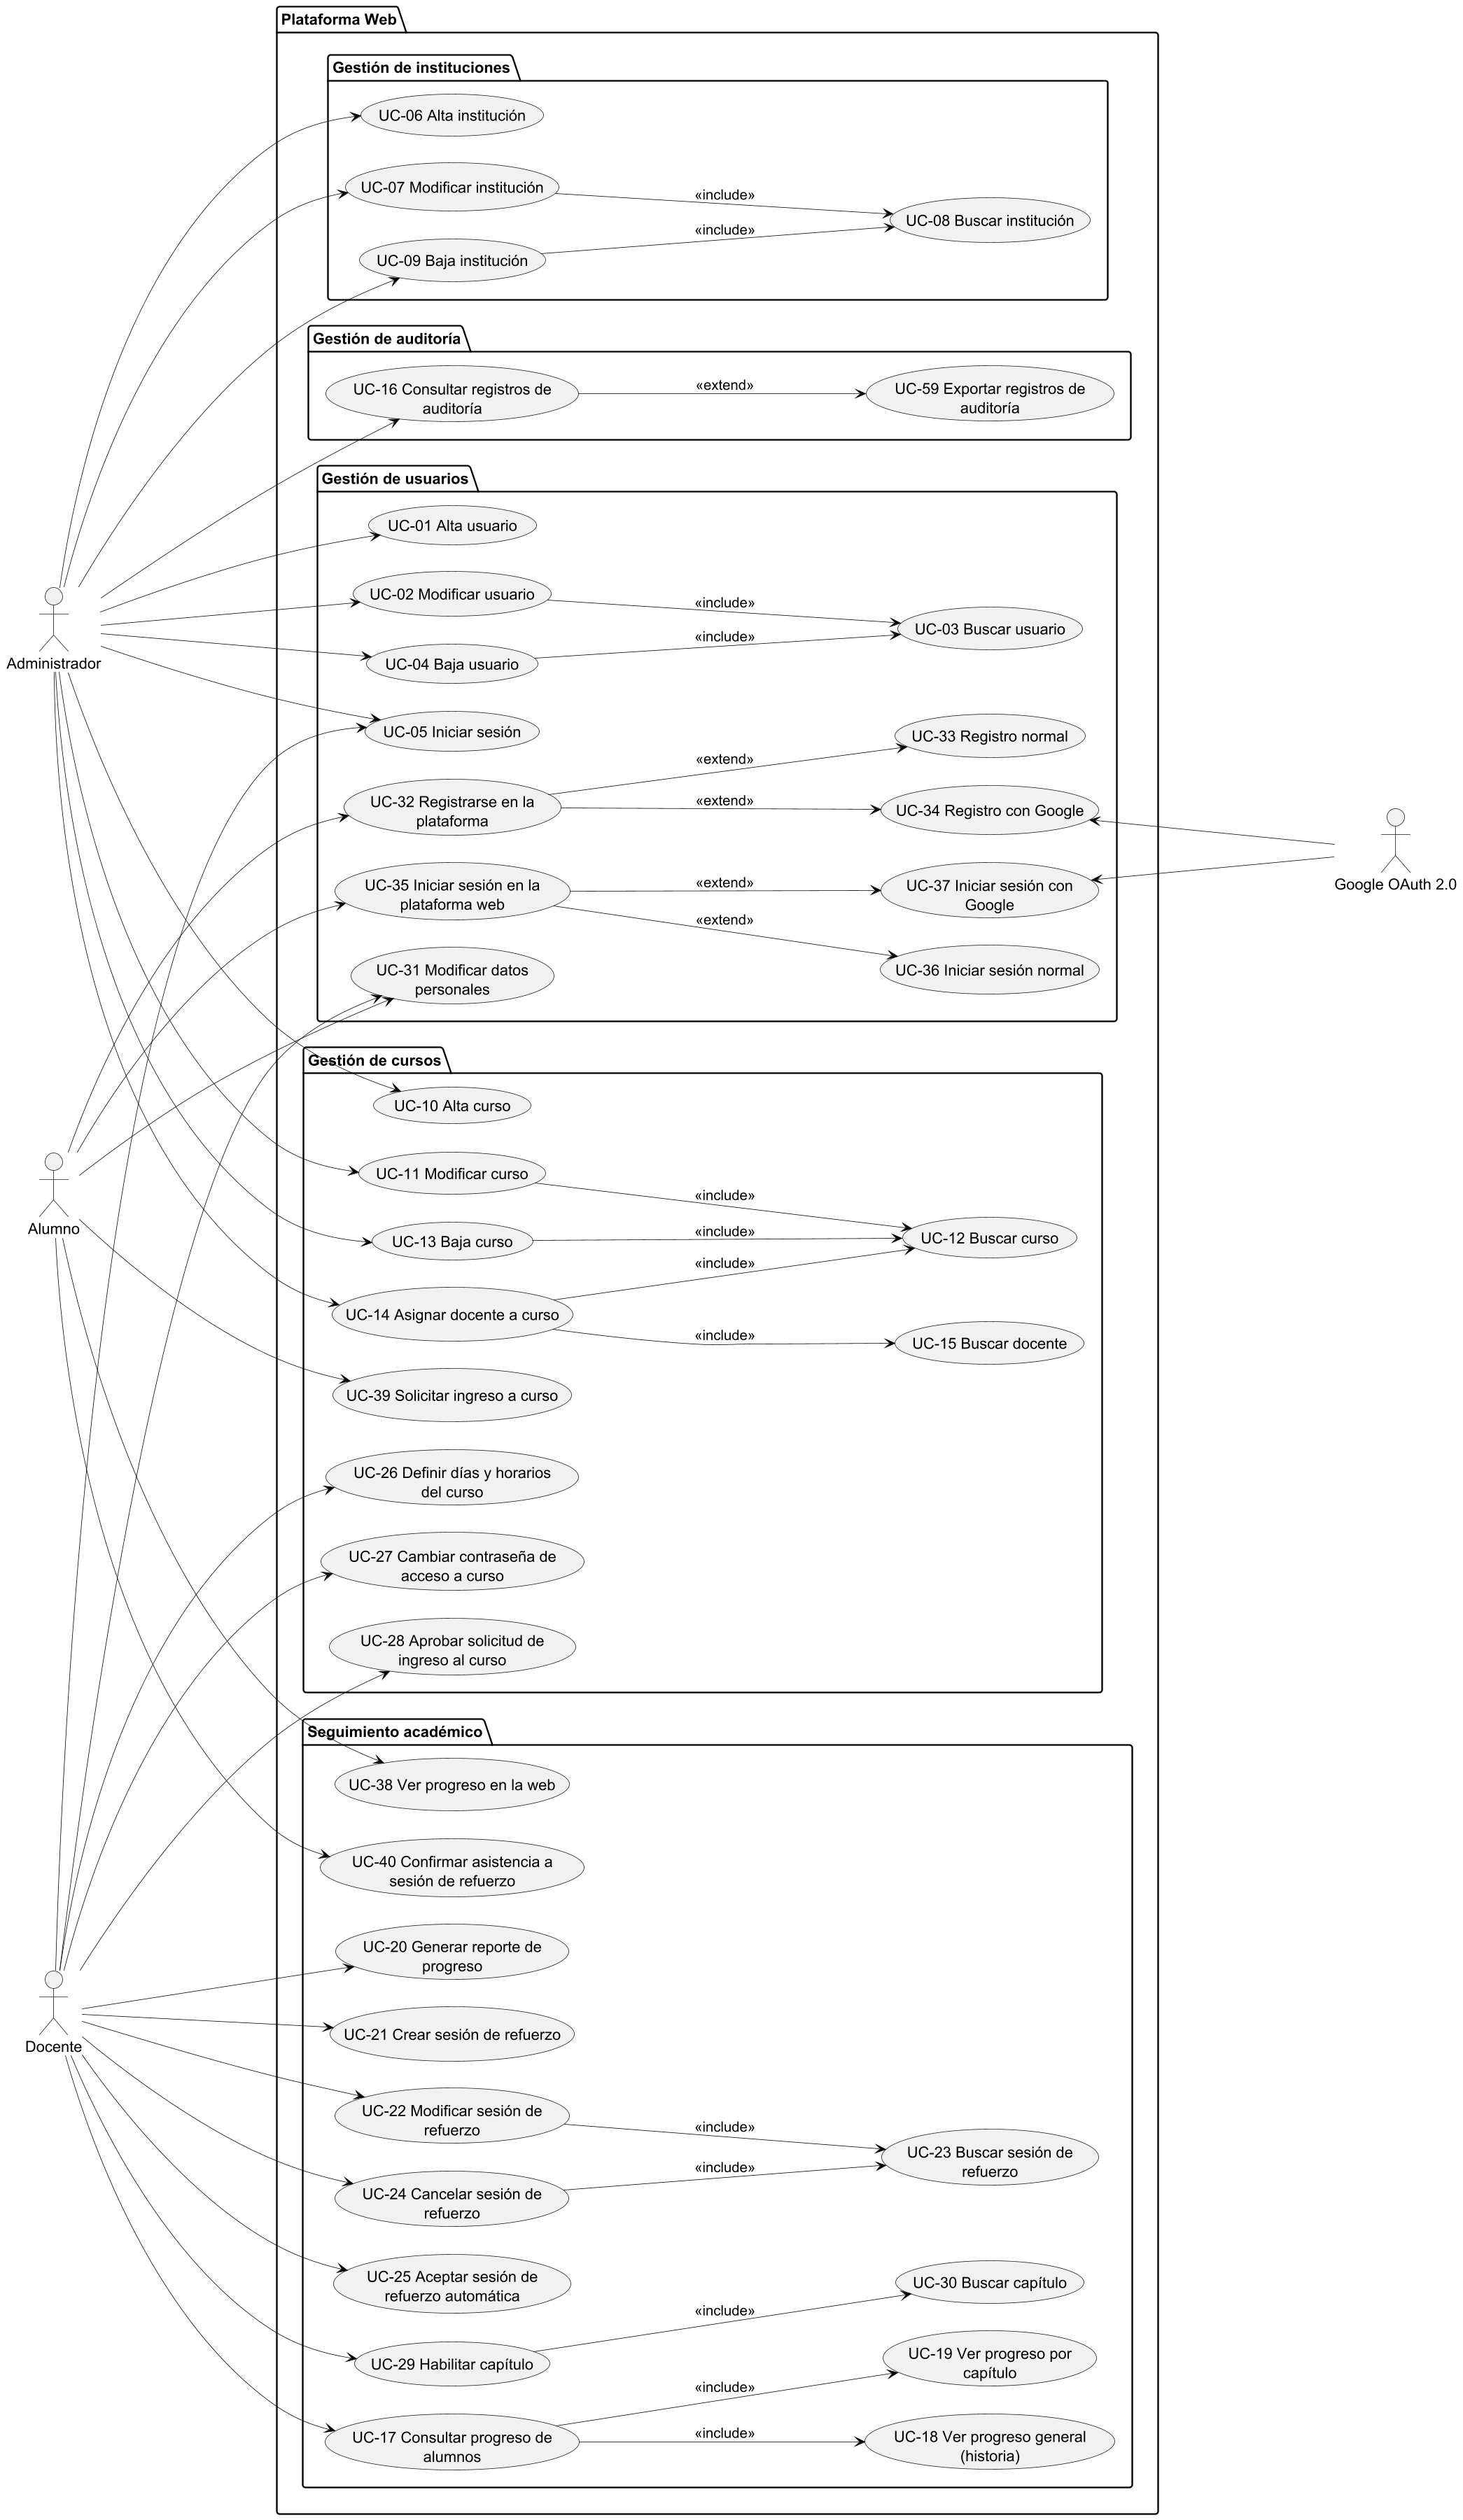 Plataforma Web
Gestión de instituciones
UC-06 Alta institución
UC-07 Modificar institución
«include»
UC-08 Buscar institución
«include»
UC-09 Baja institución
Gestión de auditoría
UC-16 Consultar registros de
auditoría
«extend»
UC-59 Exportar registros de
auditoría
Gestión de usuarios
UC-01 Alta usuario
UC-02 Modificar usuario
«include»
UC-03 Buscar usuario
«include»
UC-04 Baja usuario
Administrador
UC-05 Iniciar sesión
UC-33 Registro normal
«extend»
UC-32 Registrarse en la
plataforma
«extend»
UC-34 Registro con Google
Google OAuth 2.0
UC-35 Iniciar sesión en la
plataforma web
«extend»
UC-37 Iniciar sesión con
Google
«extend»
UC-36 Iniciar sesión normal
UC-31 Modificar datos
personales
Gestión de cursos
UC-10 Alta curso
UC-11 Modificar curso
«include»
Alumno
UC-13 Baja curso
«include»
UC-12 Buscar curso
«include»
UC-14 Asignar docente a curso
«include»
UC-15 Buscar docente
UC-39 Solicitar ingreso a curso
UC-26 Definir días y horarios
del curso
UC-27 Cambiar contraseña de
acceso a curso
UC-28 Aprobar solicitud de
ingreso al curso
Seguimiento académico
UC-38 Ver progreso en la web
UC-40 Confirmar asistencia a
sesión de refuerzo
UC-20 Generar reporte de
progreso
Docente
UC-21 Crear sesión de refuerzo
UC-22 Modificar sesión de
refuerzo
«include»
UC-23 Buscar sesión de
refuerzo
«include»
UC-24 Cancelar sesión de
refuerzo
UC-25 Aceptar sesión de
refuerzo automática
UC-30 Buscar capítulo
«include»
UC-29 Habilitar capítulo
UC-19 Ver progreso por
capítulo
«include»
UC-17 Consultar progreso de
alumnos
«include»
UC-18 Ver progreso general
(historia)